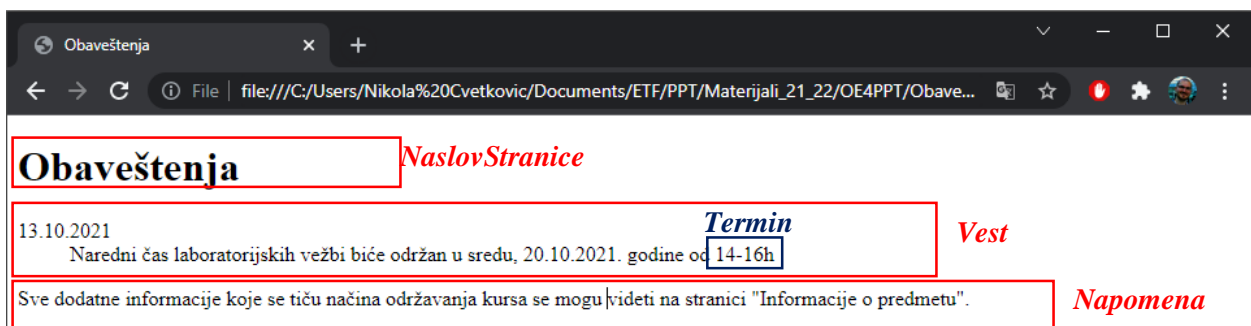 Obaveštenja
File | file:///C:/Users/Nikola%20Cvetkovic/Documents/ETF/PPT/Materijali_21_22/OE4PPT/Obave...
Obaveštenja NaslovStranice
13.10.2021 Termin Vest
Naredni čas laboratorijskih vežbi biće održan u sredu, 20.10.2021. godine od 14-16h
Sve dodatne informacije koje se tiču načina održavanja kursa se mogu videti na stranici "Informacije o predmetu". Napomena